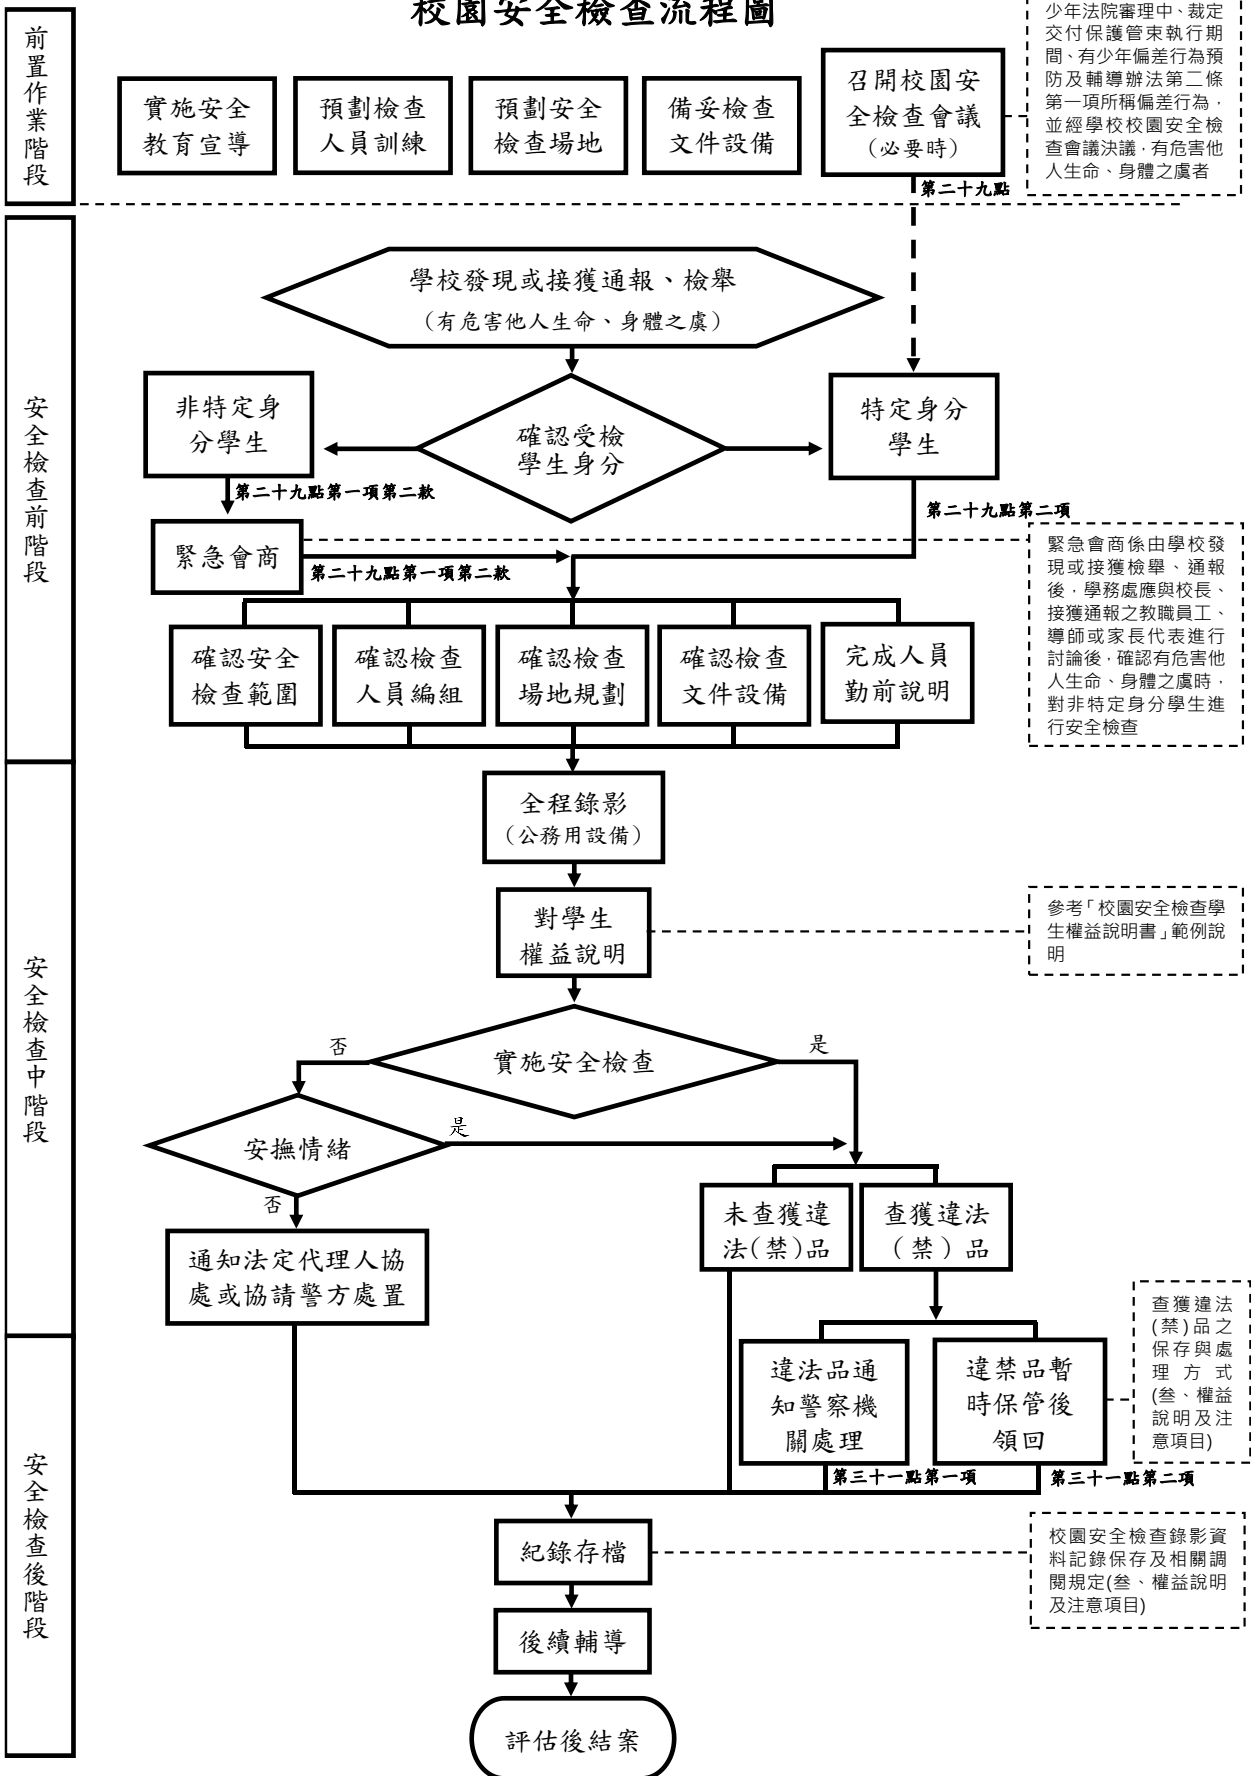 校園安全檢查流程圖
少年法院審理中、裁定
交付保護管束執行期
間、有少年偏差行為預
防及輔導辦法第二條
第一項所稱偏差行為，
並經學校校園安全檢
查會議決議，有危害他
人生命、身體之虞者
前置作業階段
實施安全
教育宣導
預劃檢查
人員訓練
預劃安全
檢查場地
備妥檢查
文件設備
召開校園安
全檢查會議
（必要時）
第二十九點
安全檢查前階段
學校發現或接獲通報、檢舉
（有危害他人生命、身體之虞）
非特定身
分學生
確認受檢
學生身分
特定身分
學生
第二十九點第一項第二款
第二十九點第二項
緊急會商
第二十九點第一項第二款
緊急會商係由學校發
現或接獲檢舉、通報
後，學務處應與校長、
接獲通報之教職員工、
導師或家長代表進行
討論後，確認有危害他
人生命、身體之虞時，
對非特定身分學生進
行安全檢查
確認安全
檢查範圍
確認檢查
人員編組
確認檢查
場地規劃
確認檢查
文件設備
完成人員
勤前說明
安全檢查中階段
全程錄影
（公務用設備）
對學生
權益說明
參考「校園安全檢查學
生權益說明書」範例說
明
實施安全檢查
否
是
安撫情緒
是
否
未查獲違
法(禁)品
查獲違法
（禁）品
通知法定代理人協
處或協請警方處置
查獲違法
(禁)品之
保存與處
理方式
(叁、權益
說明及注
意項目)
違法品通
知警察機
關處理
違禁品暫
時保管後
領回
第三十一點第一項
第三十一點第二項
安全檢查後階段
紀錄存檔
校園安全檢查錄影資
料記錄保存及相關調
閱規定(叁、權益說明
及注意項目)
後續輔導
評估後結案